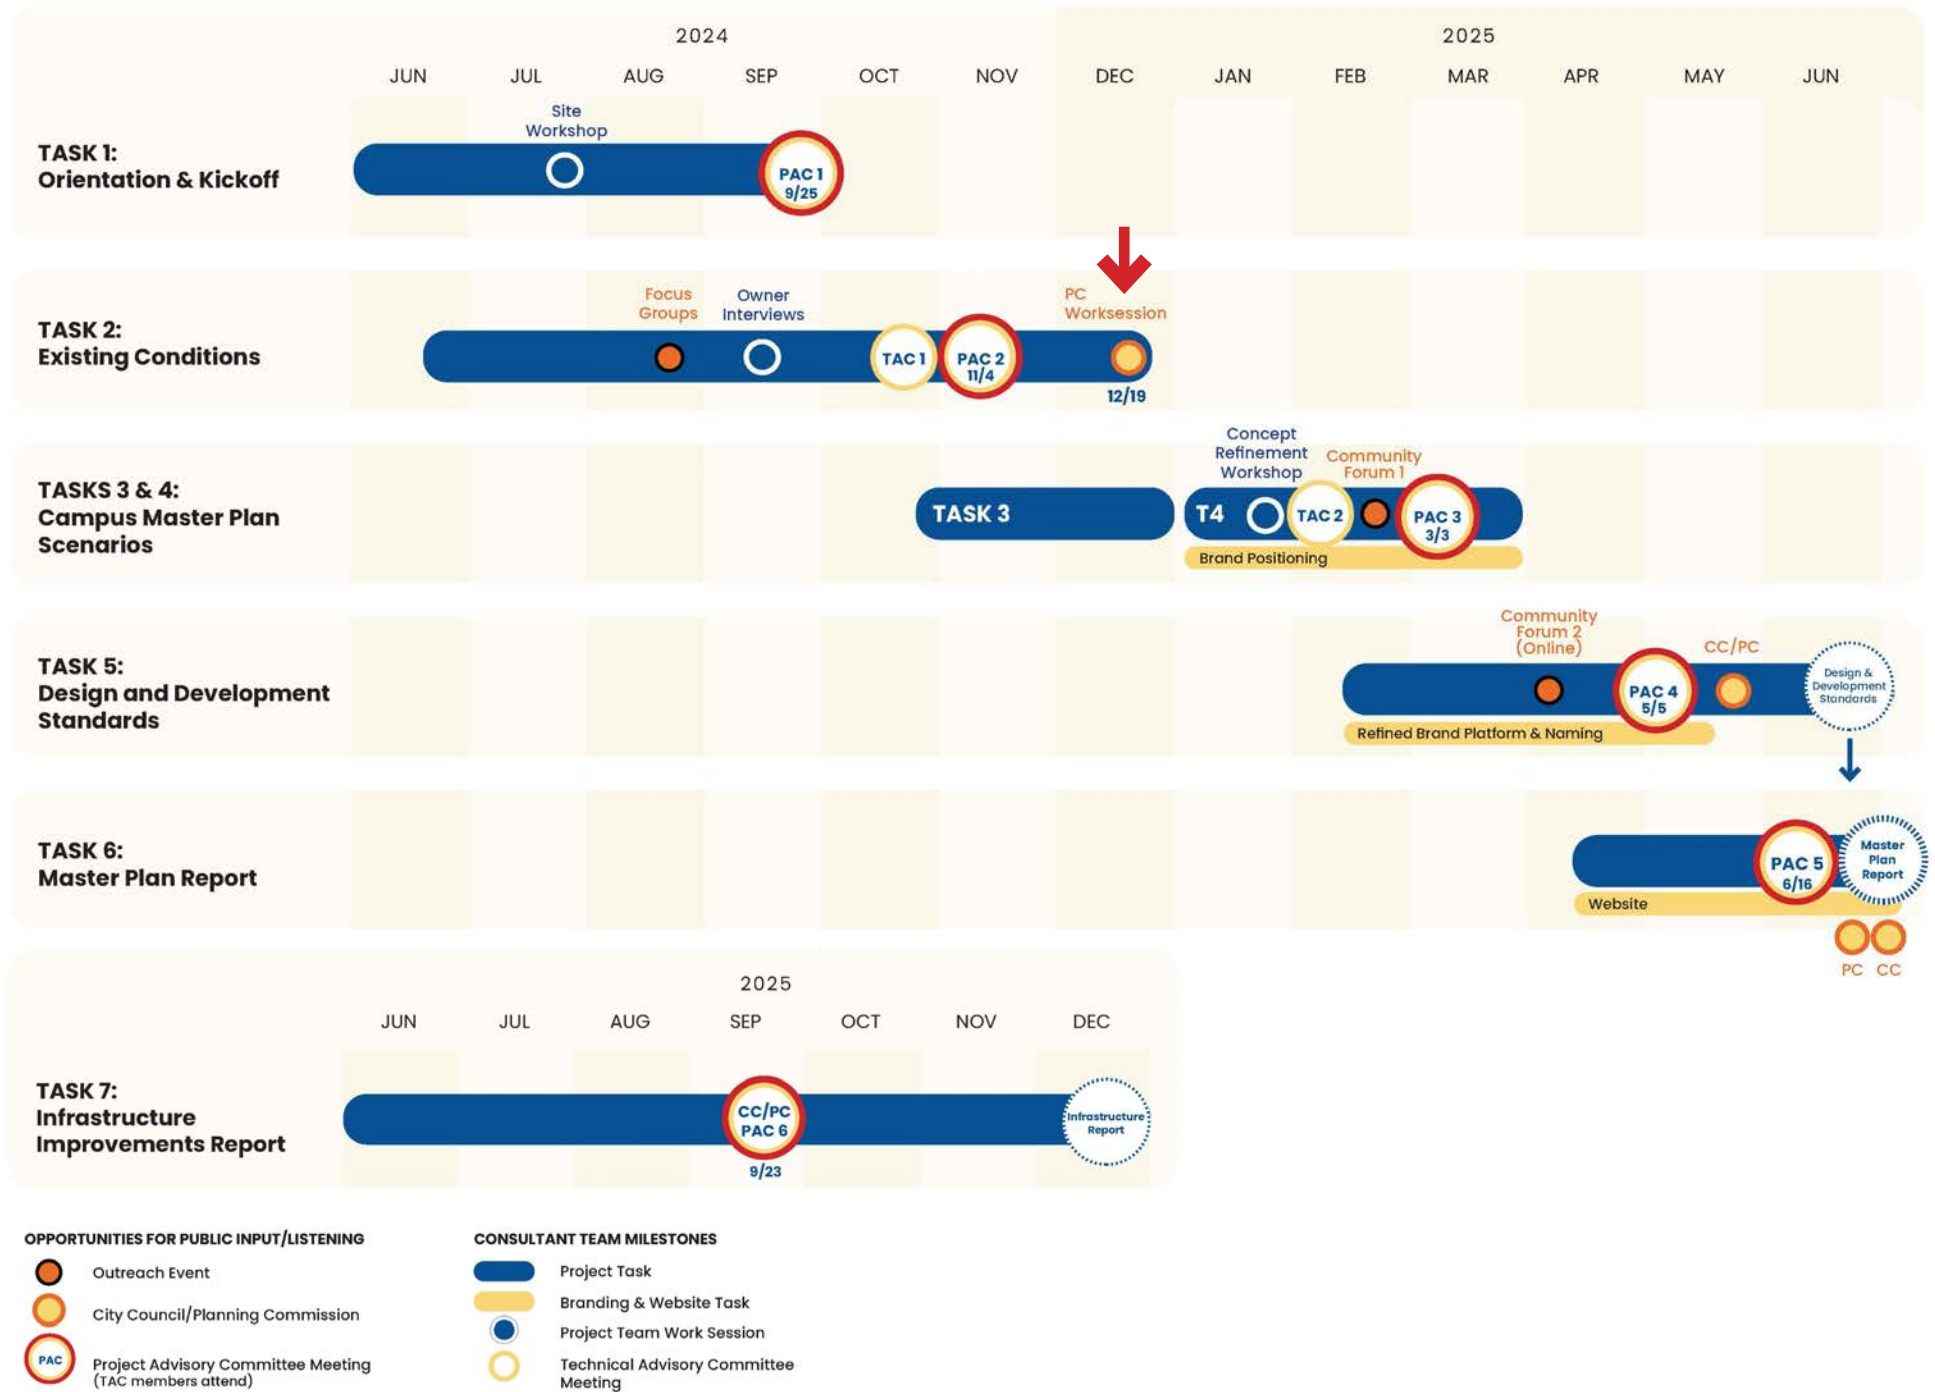 2024
2025
JUN JUL AUG SEP OCT NOV DEC JAN FEB MAR APR MAY JUN
TASK 1:
Orientation & Kickoff
Site
Workshop
PAC 1
9/25
TASK 2:
Existing Conditions
Focus
Groups
Owner
Interviews
TAC 1
PAC 2
11/4
PC
Worksession
12/19
TASKS 3 & 4:
Campus Master Plan
Scenarios
TASK 3
T4
Concept
Refinement
Workshop
TAC 2
Community
Forum 1
PAC 3
3/3
Brand Positioning
TASK 5:
Design and Development
Standards
Community
Forum 2
(Online)
PAC 4
5/5
CC/PC
Design &
Development
Standards
Refined Brand Platform & Naming
TASK 6:
Master Plan Report
PAC 5
6/16
Master
Plan
Report
Website
PC CC
2025
JUN JUL AUG SEP OCT NOV DEC
TASK 7:
Infrastructure
Improvements Report
CC/PC
PAC 6
9/23
Infrastructure
Report
OPPORTUNITIES FOR PUBLIC INPUT/LISTENING
Outreach Event
City Council/Planning Commission
PAC
Project Advisory Committee Meeting
(TAC members attend)
CONSULTANT TEAM MILESTONES
Project Task
Branding & Website Task
Project Team Work Session
Technical Advisory Committee
Meeting